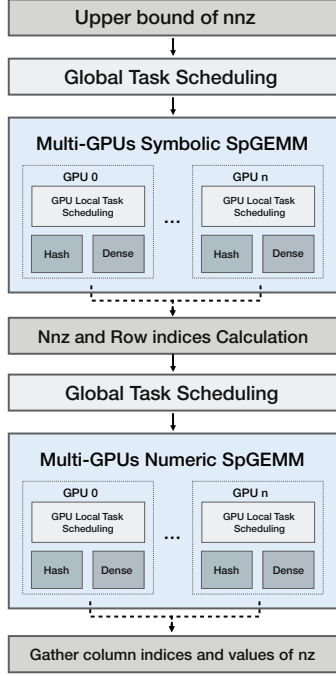 Upper bound of nnz
Global Task Scheduling
Multi-GPUs Symbolic SpGEMM
GPU 0
GPU Local Task
Scheduling
Hash
Dense
...
GPU n
GPU Local Task
Scheduling
Hash
Dense
Nnz and Row indices Calculation
Global Task Scheduling
Multi-GPUs Numeric SpGEMM
GPU 0
GPU Local Task
Scheduling
Hash
Dense
...
GPU n
GPU Local Task
Scheduling
Hash
Dense
Gather column indices and values of nz